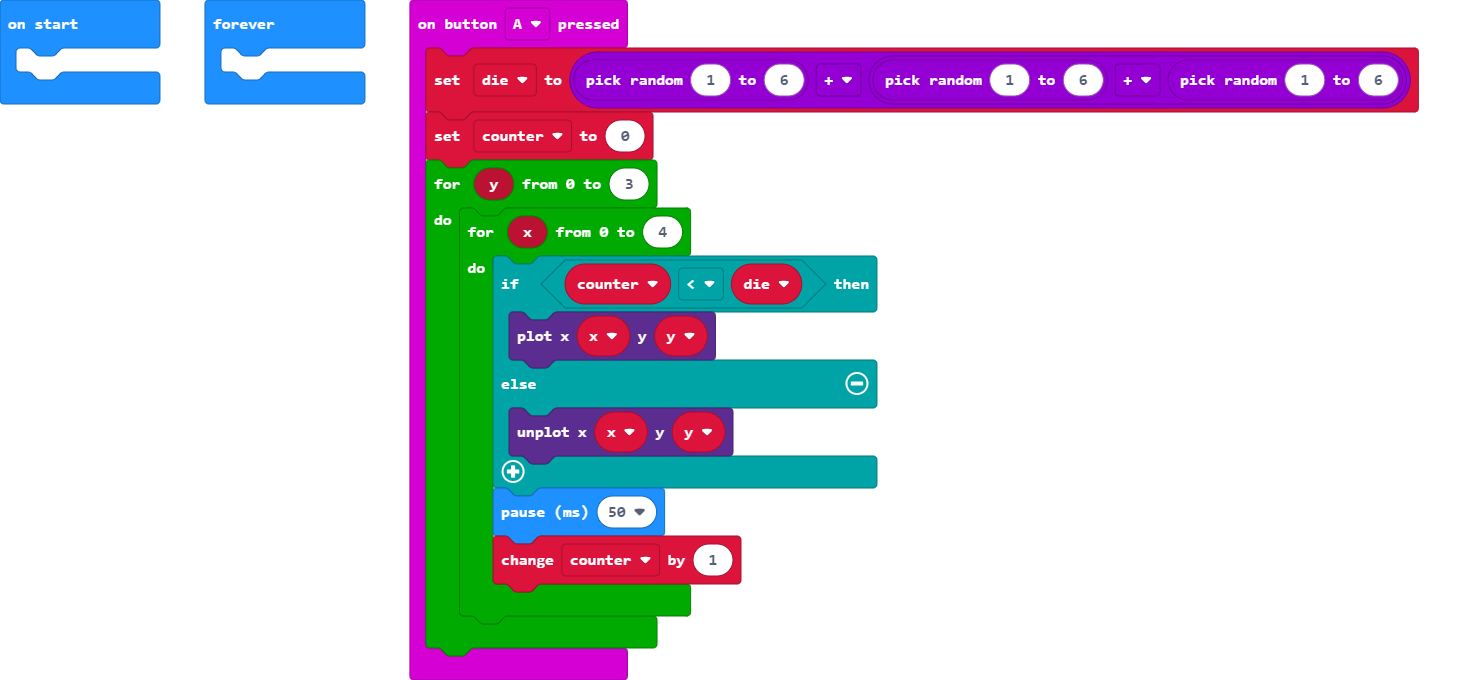 on start
forever
on button A pressed
set die to pick random 1 to 6 + pick random 1 to 6 + pick random 1 to 6
set counter to 0
for y from 0 to 3
do
for x from 0 to 4
do
if counter < die then
plot x x y y
else
unplot x x y y
pause (ms) 50
change counter by 1